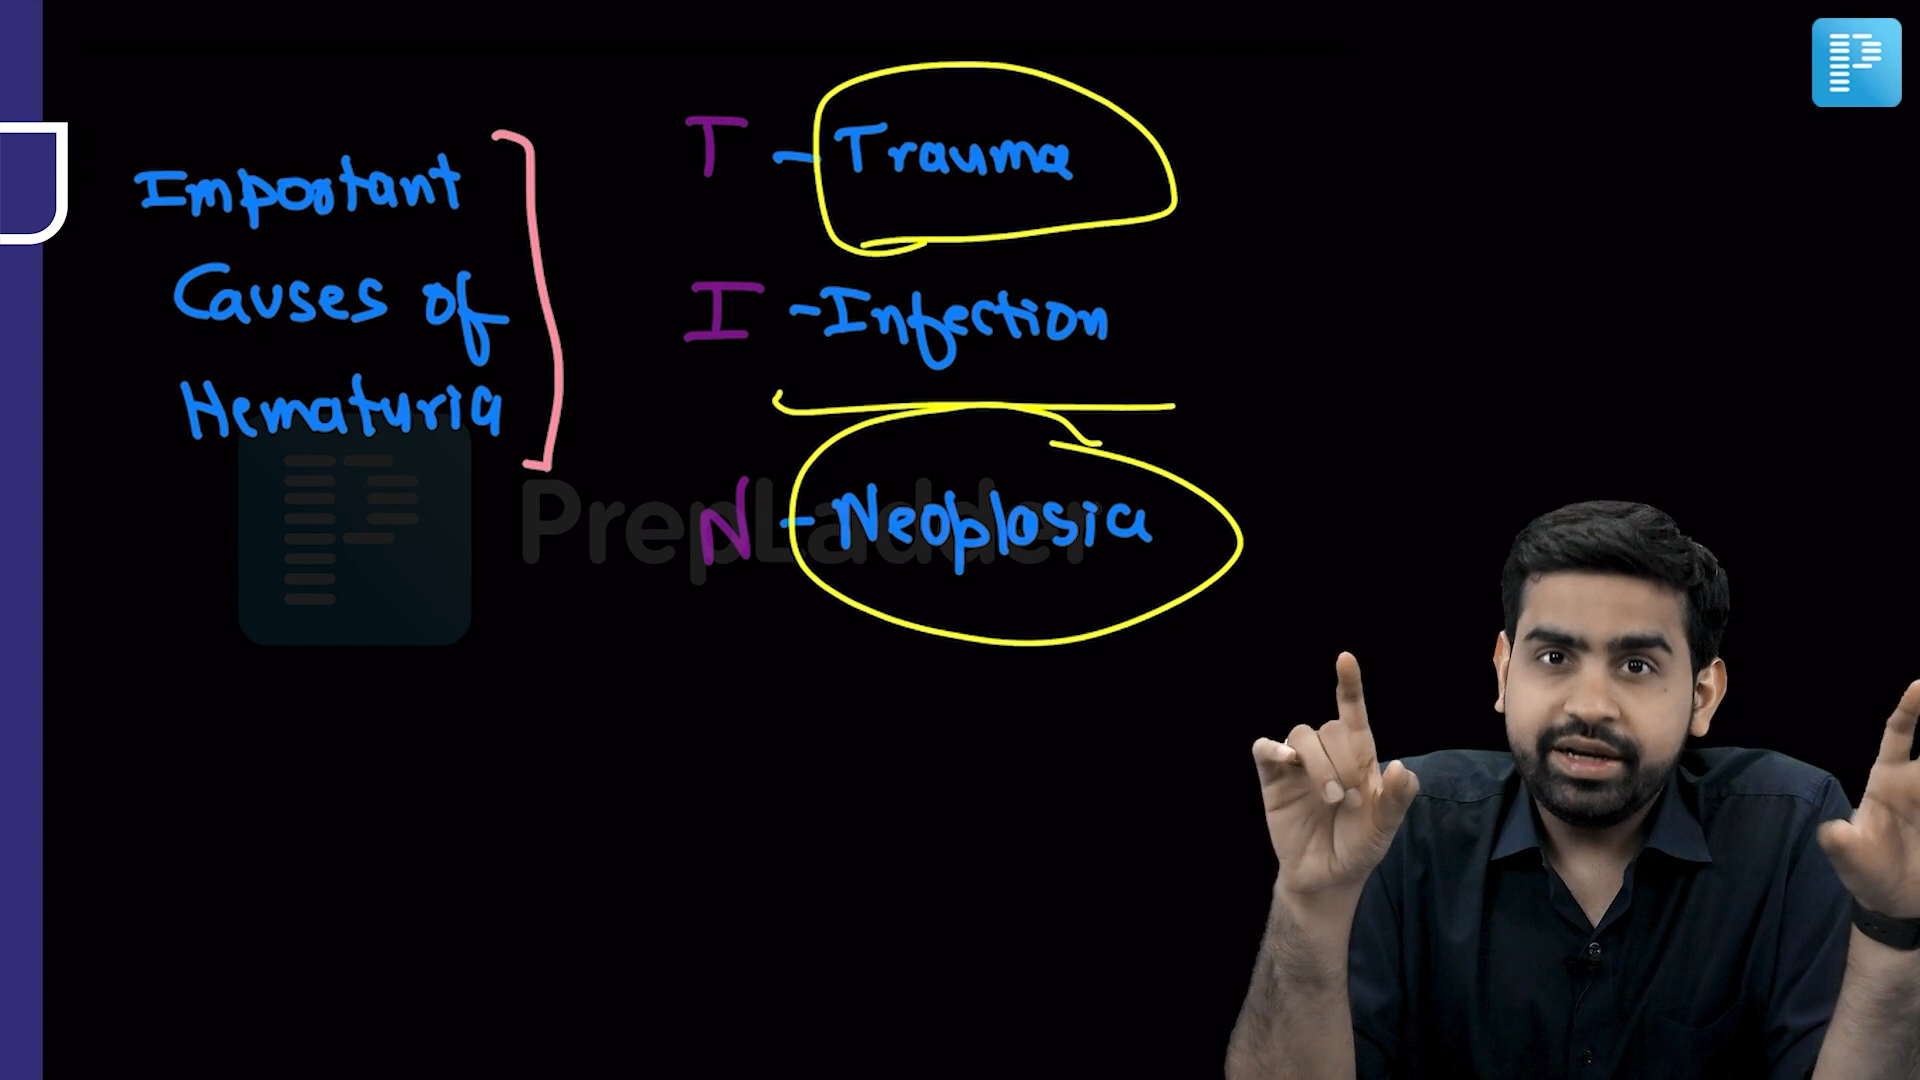 Important
Causes of
Hematuria
T - Trauma
I - Infection
N - Neoplasia
PrepLadder